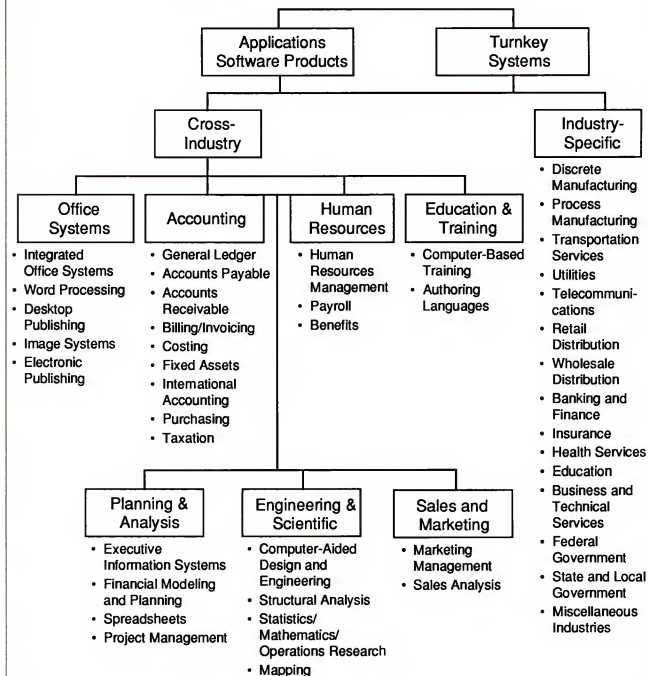 Applications
Software Products
Turnkey
Systems
Cross-
Industry
Industry-
Specific
• Discrete
Manufacturing
• Process
Manufacturing
• Transportation
Services
• Utilities
• Telecommuni-
cations
• Retail
Distribution
• Wholesale
Distribution
• Banking and
Finance
• Insurance
• Health Services
• Education
• Business and
Technical
Services
• Federal
Government
• State and Local
Government
• Miscellaneous
Industries
Office
Systems
• Integrated
Office Systems
• Word Processing
• Desktop
Publishing
• Image Systems
• Electronic
Publishing
Accounting
• General Ledger
• Accounts Payable
• Accounts
Receivable
• Billing/Invoicing
• Costing
• Fixed Assets
• International
Accounting
• Purchasing
• Taxation
Human
Resources
• Human
Resources
Management
• Payroll
• Benefits
Education &
Training
• Computer-Based
Training
• Authoring
Languages
Planning &
Analysis
• Executive
Information Systems
• Financial Modeling
and Planning
• Spreadsheets
• Project Management
Engineering &
Scientific
• Computer-Aided
Design and
Engineering
• Structural Analysis
• Statistics/
Mathematics/
Operations Research
• Mapping
Sales and
Marketing
• Marketing
Management
• Sales Analysis